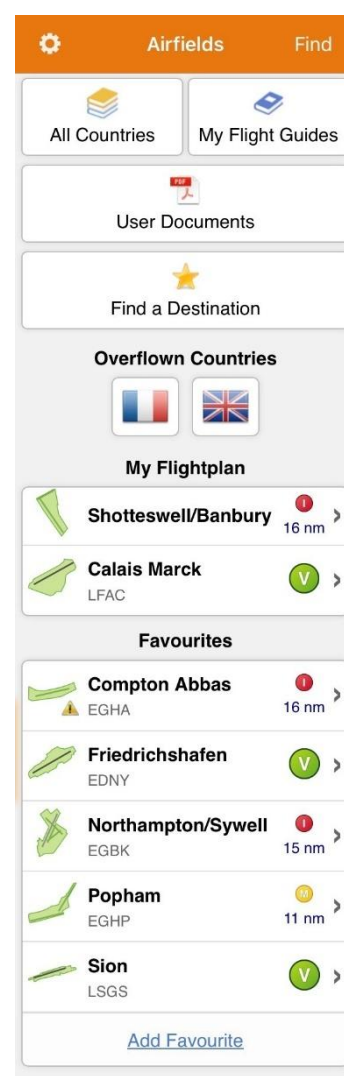 Airfields Find
All Countries My Flight Guides
PDF
User Documents
Find a Destination
Overflown Countries
My Flightplan
Shotteswell/Banbury I
16 nm
Calais Marck V
LFAC
Favourites
Compton Abbas I
EGHA 16 nm
Friedrichshafen V
EDNY
Northampton/Sywell I
EGBK 15 nm
Popham M
EGHP 11 nm
Sion V
LSGS
Add Favourite